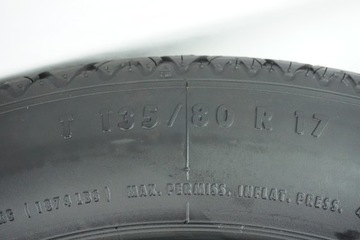 T 135/80 R 17
MAX. PERMISS. INFLAT. PRESS.